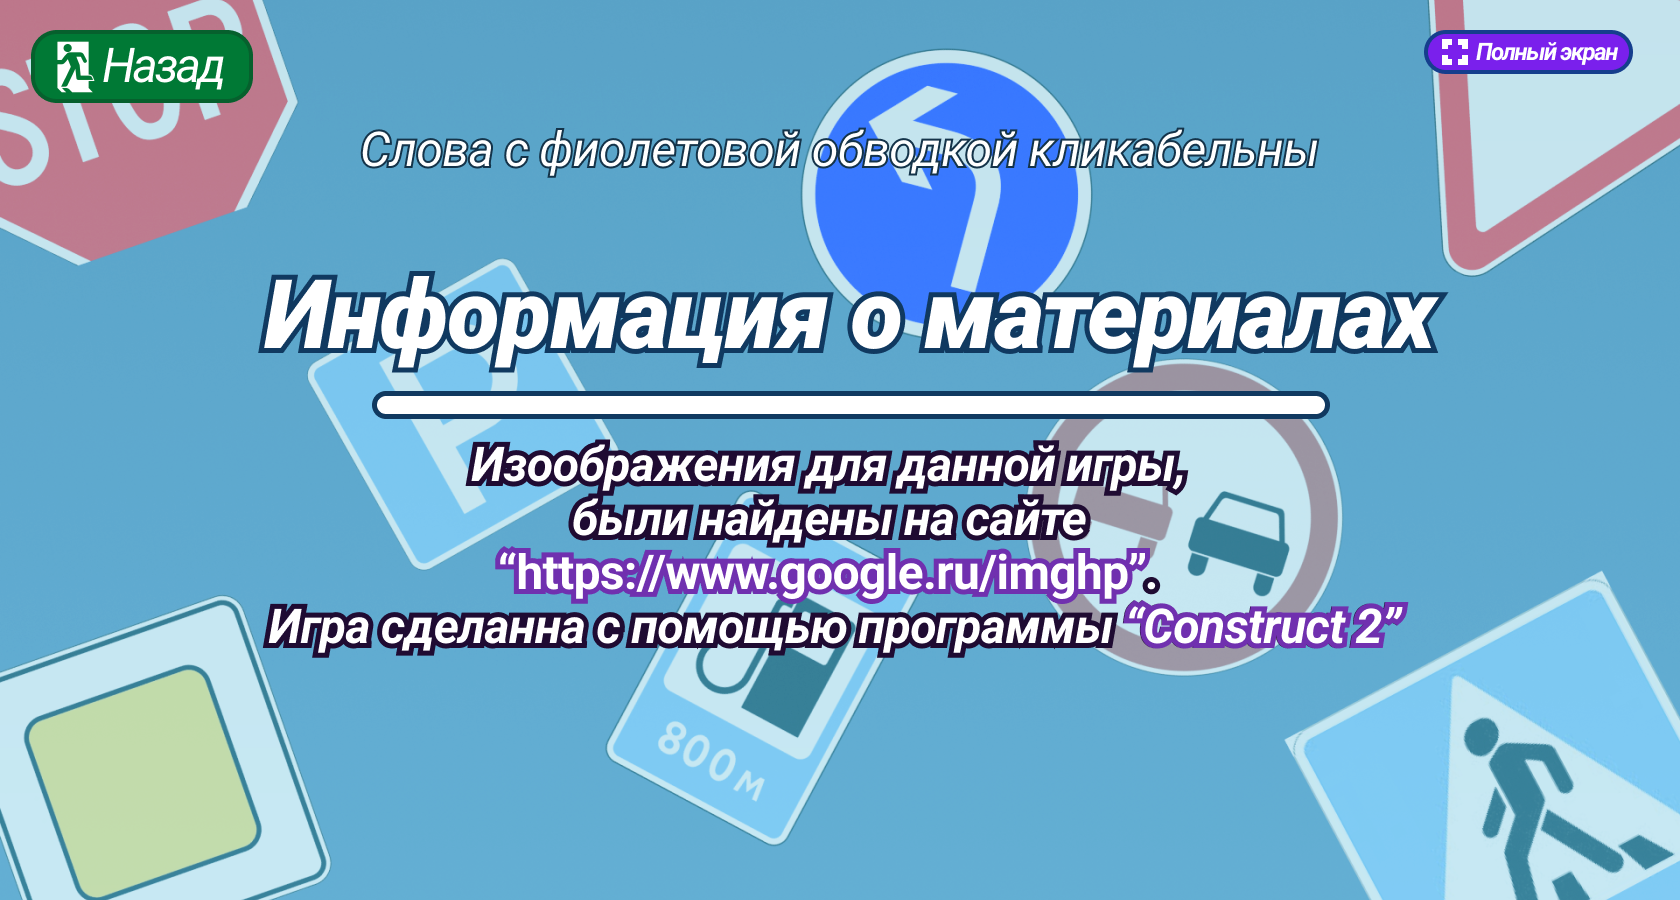 STOP
Назад
Полный экран
Слова с фиолетовой обводкой кликабельны
Информация о материалах
P
Изоображения для данной игры,
были найдены на сайте
“https://www.google.ru/imghp”.
Игра сделанна с помощью программы “Construct 2”
800м